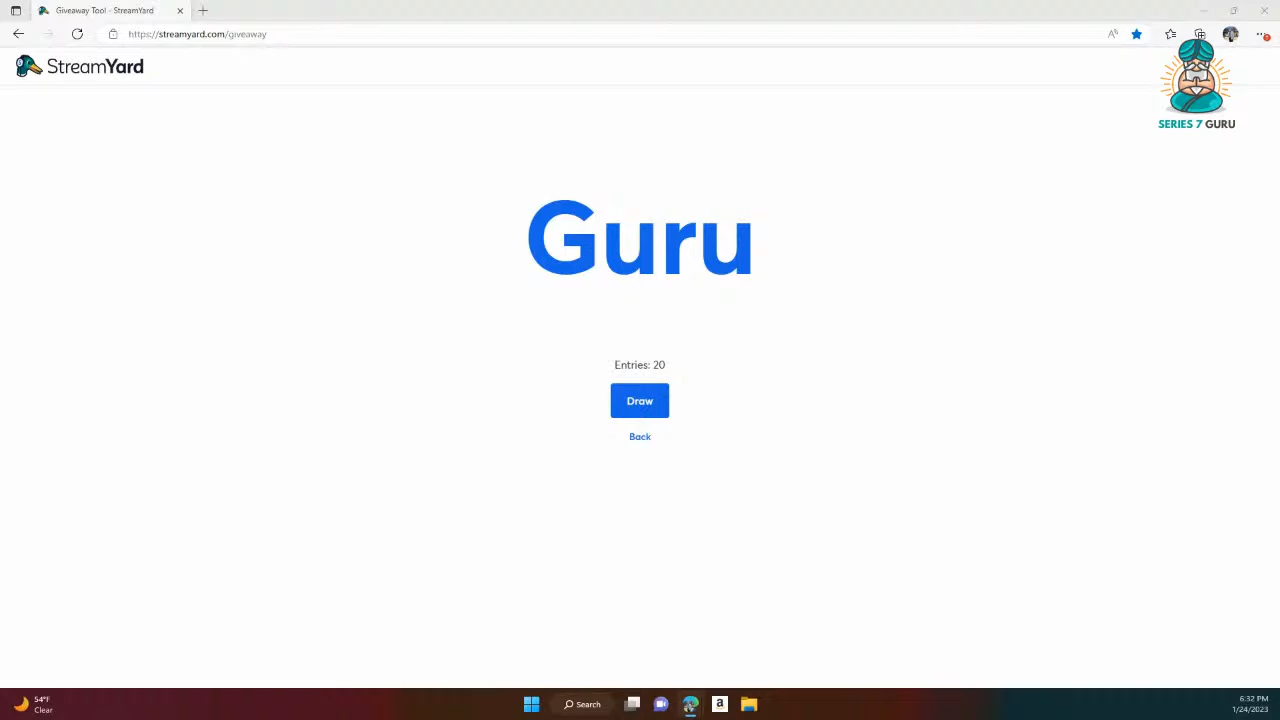 Giveaway Tool - StreamYard
https://streamyard.com/giveaway
StreamYard
SERIES 7 GURU
Guru
Entries: 20
Draw
Back
54°F
Clear
Search
6:32 PM
1/24/2023